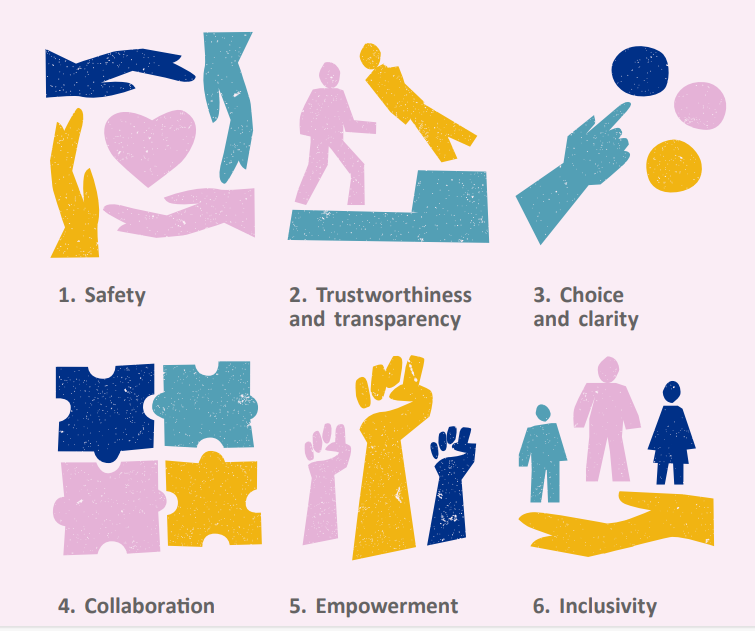 1. Safety
2. Trustworthiness
and transparency
3. Choice
and clarity
4. Collaboration
5. Empowerment
6. Inclusivity